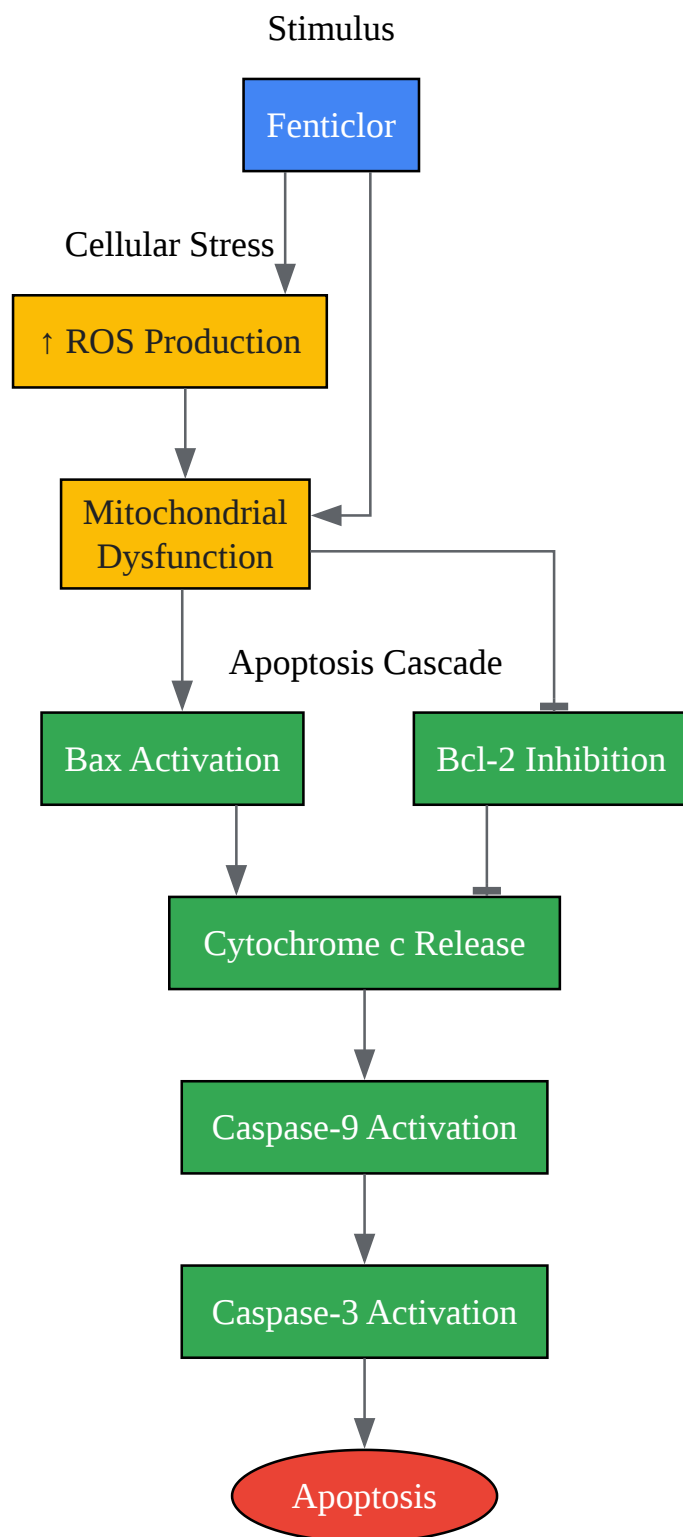 Stimulus
Fenticlor
Cellular Stress
↑ ROS Production
Mitochondrial
Dysfunction
Apoptosis Cascade
Bax Activation
Bcl-2 Inhibition
Cytochrome c Release
Caspase-9 Activation
Caspase-3 Activation
Apoptosis